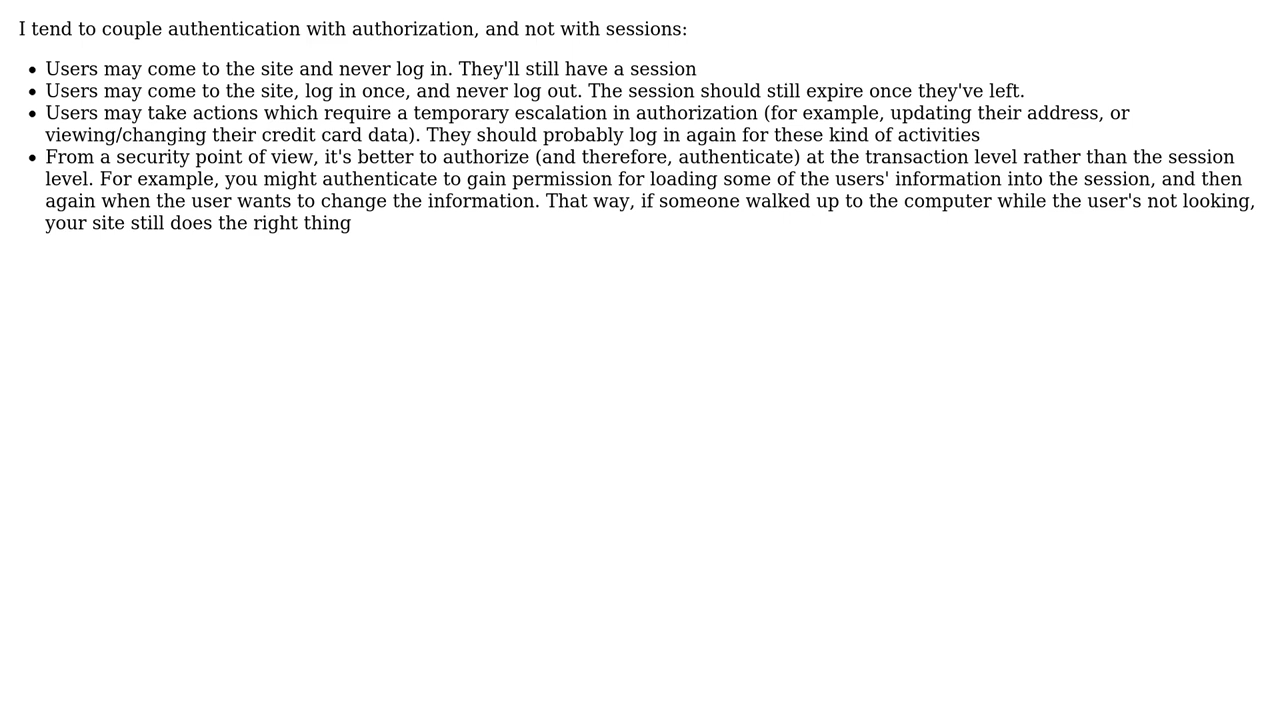 I tend to couple authentication with authorization, and not with sessions:
• Users may come to the site and never log in. They'll still have a session
• Users may come to the site, log in once, and never log out. The session should still expire once they've left.
• Users may take actions which require a temporary escalation in authorization (for example, updating their address, or
viewing/changing their credit card data). They should probably log in again for these kind of activities
• From a security point of view, it's better to authorize (and therefore, authenticate) at the transaction level rather than the session
level. For example, you might authenticate to gain permission for loading some of the users' information into the session, and then
again when the user wants to change the information. That way, if someone walked up to the computer while the user's not looking,
your site still does the right thing